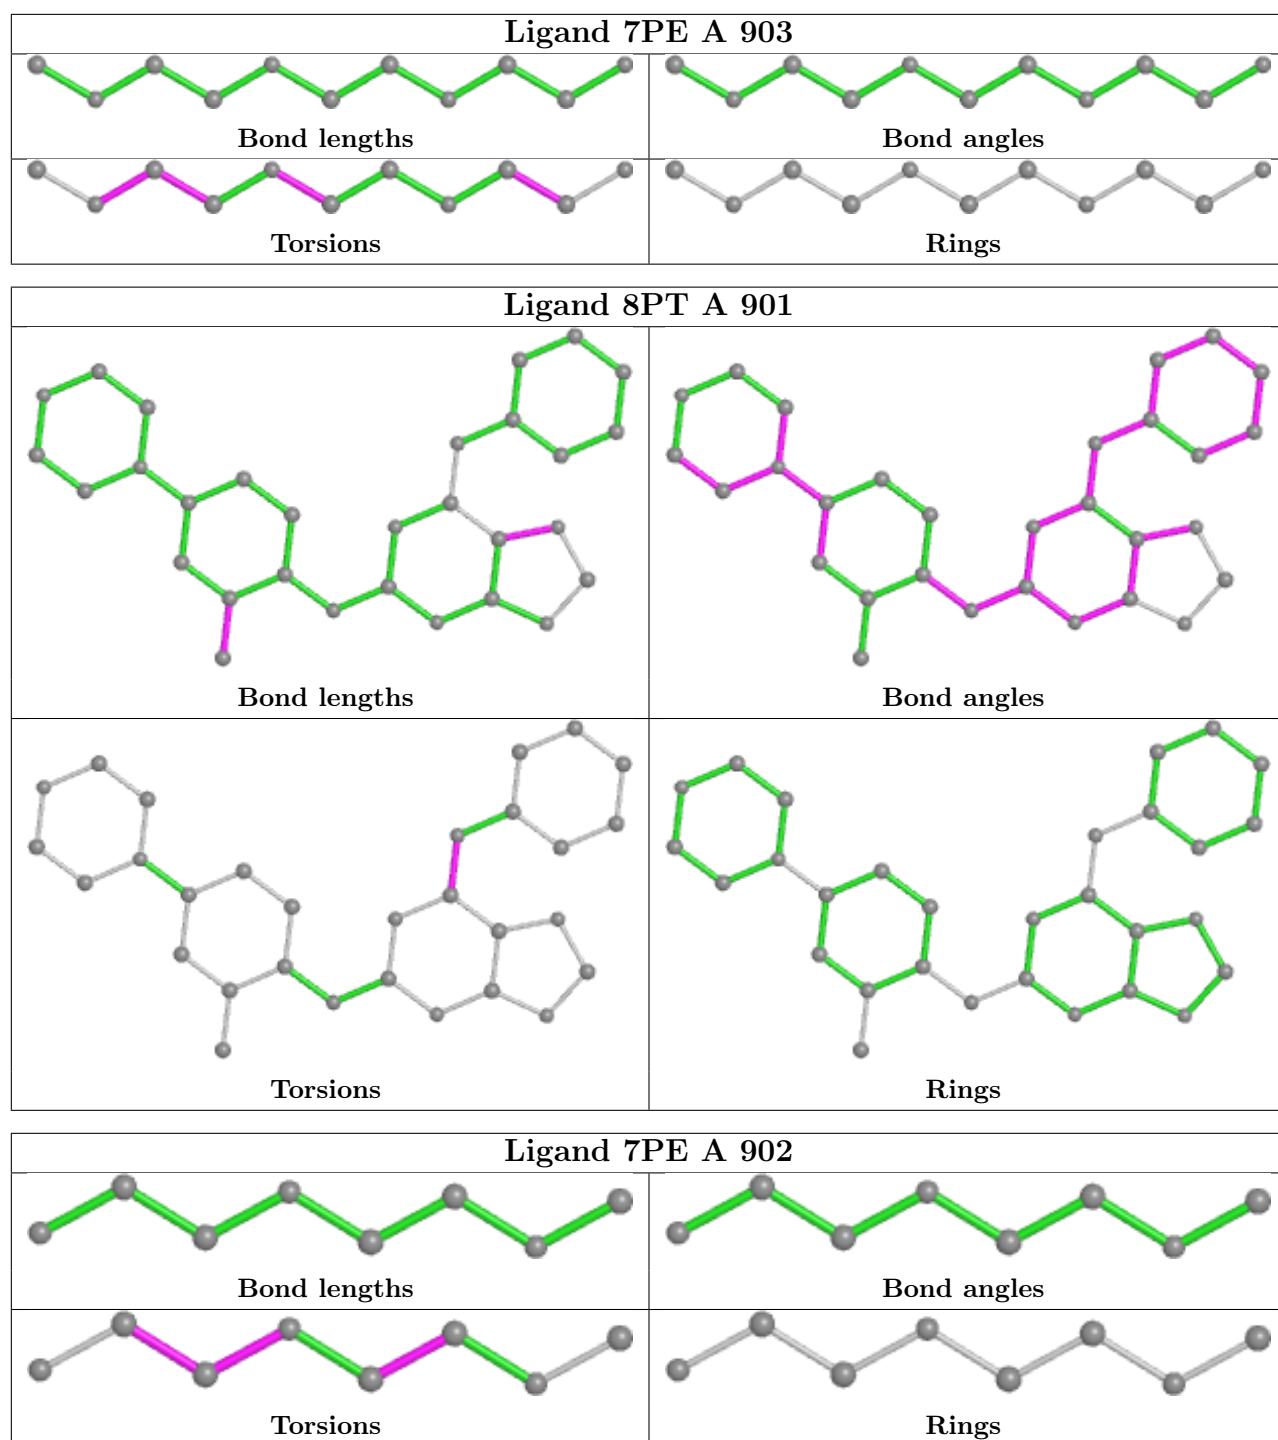 Ligand 7PE A 903
Bond lengths
Bond angles
Torsions
Rings
Ligand 8PT A 901
Bond lengths
Bond angles
Torsions
Rings
Ligand 7PE A 902
Bond lengths
Bond angles
Torsions
Rings